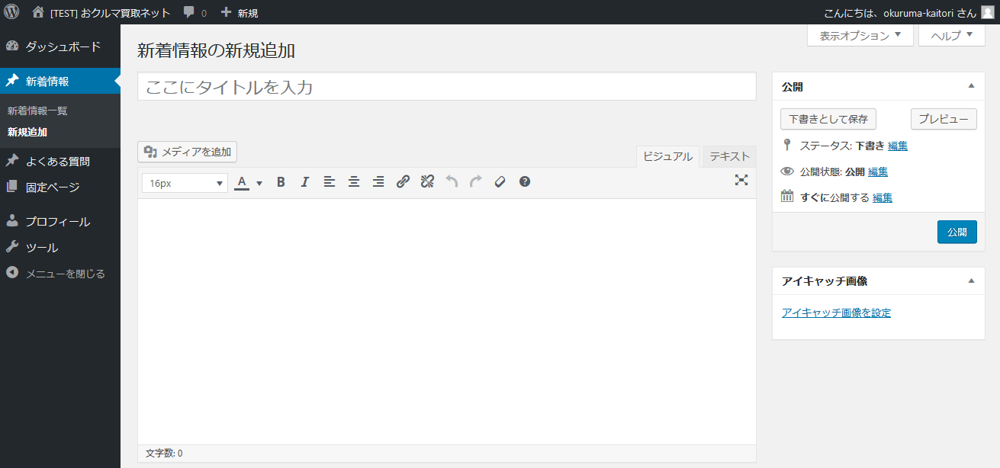 [TEST] おクルマ買取ネット 0 新規 こんにちは、okuruma-kaitori さん
表示オプション ヘルプ
ダッシュボード
新着情報
新着情報一覧
新規追加
よくある質問
固定ページ
プロフィール
ツール
メニューを閉じる
新着情報の新規追加
ここにタイトルを入力
メディアを追加
ビジュアル テキスト
16px A B I
文字数: 0
公開
下書きとして保存 プレビュー
ステータス: 下書き 編集
公開状態: 公開 編集
すぐに公開する 編集
公開
アイキャッチ画像
アイキャッチ画像を設定